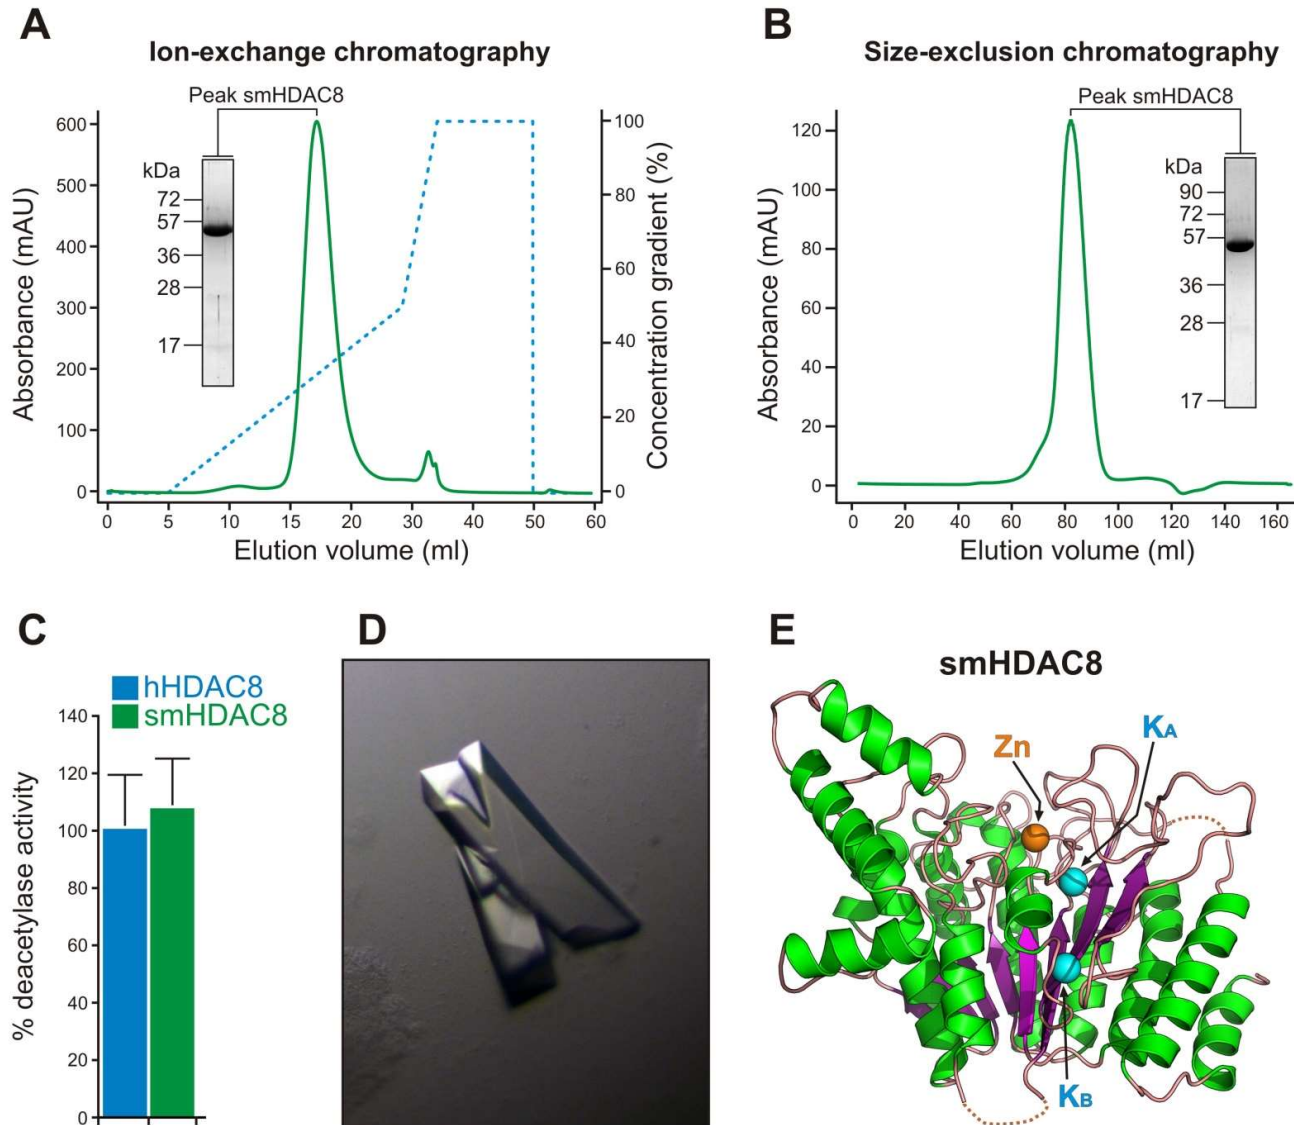 A
Ion-exchange chromatography
Peak smHDAC8
600
500
400
300
200
100
0
Absorbance (mAU)
kDa
72
57
36
28
17
100
80
60
40
20
0
Concentration gradient (%)
0 5 10 15 20 30 40 50 60
Elution volume (ml)
B
Size-exclusion chromatography
Peak smHDAC8
120
100
80
60
40
20
0
Absorbance (mAU)
kDa
90
72
57
36
28
17
0 20 40 60 80 100 120 140 160
Elution volume (ml)
C
hHDAC8
smHDAC8
140
120
100
80
60
40
20
0
% deacetylase activity
D
E
smHDAC8
Zn
KA
KB